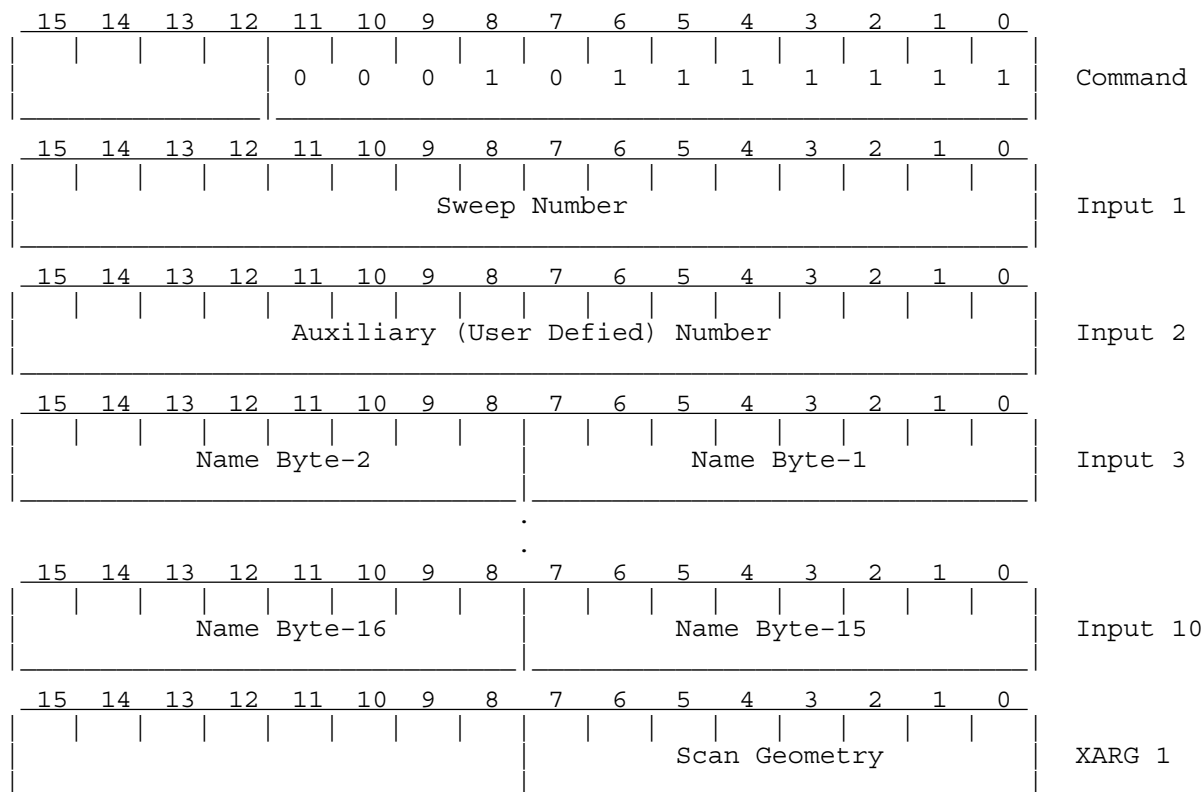 15 14 13 12 11 10 9 8 7 6 5 4 3 2 1 0
0 0 0 1 0 1 1 1 1 1 1 1 Command
15 14 13 12 11 10 9 8 7 6 5 4 3 2 1 0
Sweep Number Input 1
15 14 13 12 11 10 9 8 7 6 5 4 3 2 1 0
Auxiliary (User Defied) Number Input 2
15 14 13 12 11 10 9 8 7 6 5 4 3 2 1 0
Name Byte-2 Name Byte-1 Input 3
.
.
15 14 13 12 11 10 9 8 7 6 5 4 3 2 1 0
Name Byte-16 Name Byte-15 Input 10
15 14 13 12 11 10 9 8 7 6 5 4 3 2 1 0
Scan Geometry XARG 1